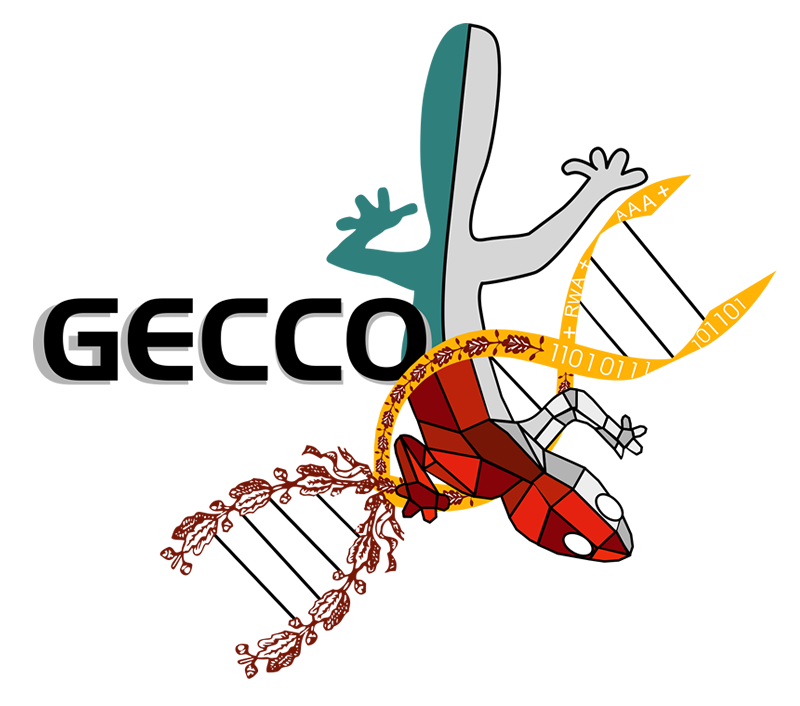 GECCO
AAA +
+ RWA +
11010111
101101